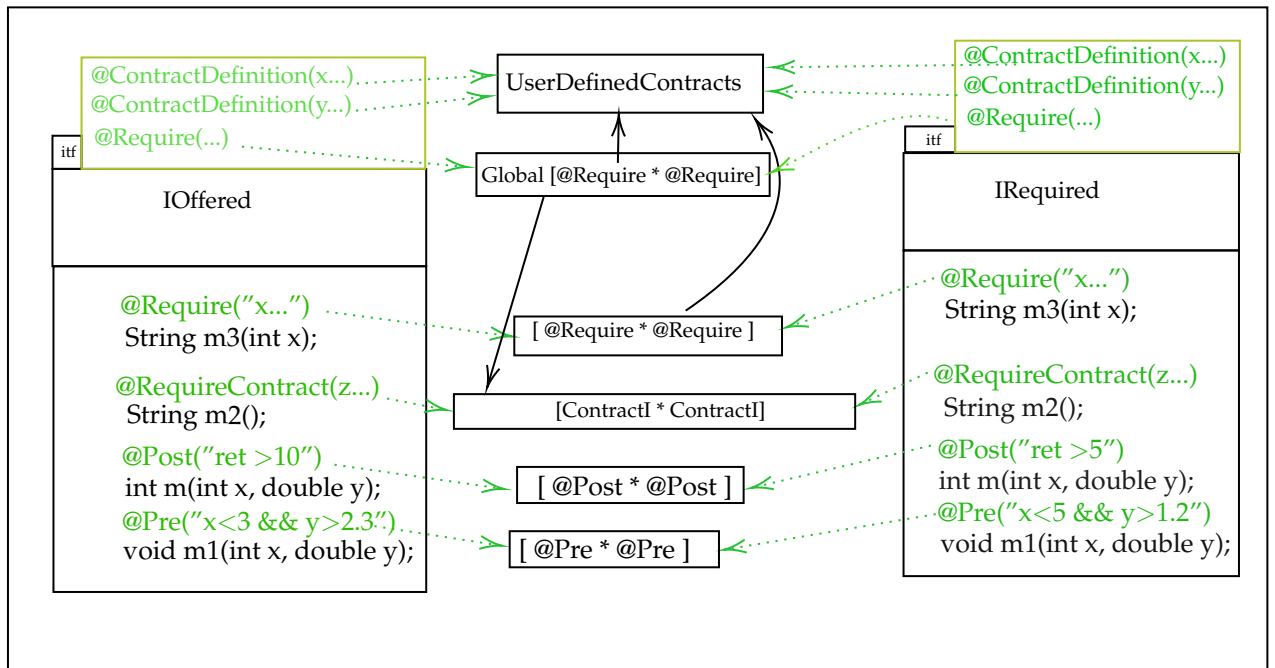 @ContractDefinition(x...)
@ContractDefinition(y...)
@Require(...)
itf
IOffered
@Require("x...")
String m3(int x);
@RequireContract(z...)
String m2();
@Post("ret >10")
int m(int x, double y);
@Pre("x<3 && y>2.3")
void m1(int x, double y);
UserDefinedContracts
Global [@Require * @Require]
[ @Require * @Require ]
[ContractI * ContractI]
[ @Post * @Post ]
[ @Pre * @Pre ]
@ContractDefinition(x...)
@ContractDefinition(y...)
@Require(...)
itf
IRequired
@Require("x...")
String m3(int x);
@RequireContract(z...)
String m2();
@Post("ret >5")
int m(int x, double y);
@Pre("x<5 && y>1.2")
void m1(int x, double y);